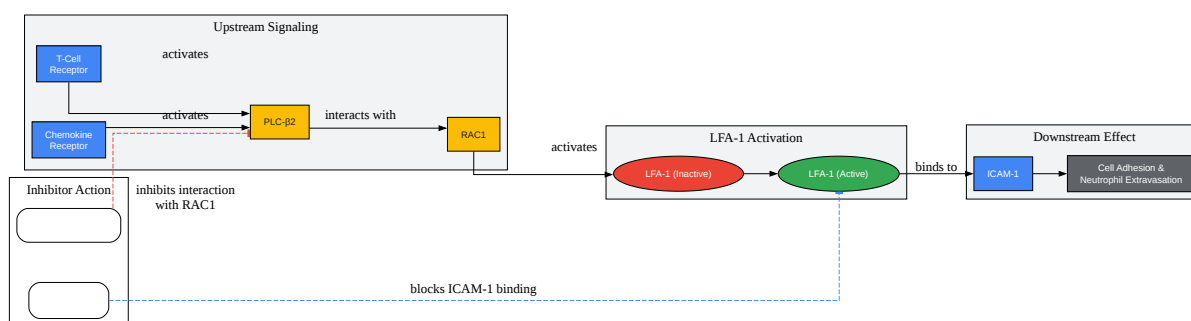 Upstream Signaling
T-Cell
Receptor
activates
Chemokine
Receptor
activates
PLC-β2
interacts with
RAC1
activates
LFA-1 Activation
LFA-1 (Inactive)
LFA-1 (Active)
binds to
Downstream Effect
ICAM-1
Cell Adhesion &
Neutrophil Extravasation
Inhibitor Action
inhibits interaction
with RAC1
blocks ICAM-1 binding